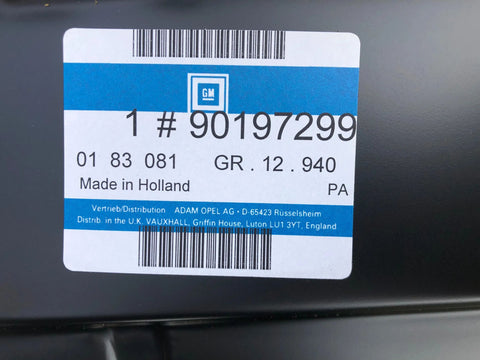 GM
1 # 90197299
01 83 081 GR . 12 . 940
Made in Holland PA
Vertrieb/Distribution ADAM OPEL AG • D-65423 Rüsselsheim
Distrib. in the U.K. VAUXHALL, Griffin House, Luton LU1 3YT, England